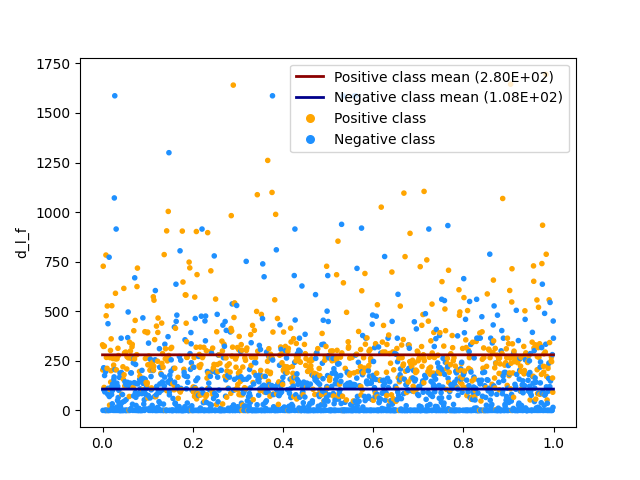 1750
1500
1250
1000
750
500
250
0
d_l_f
0.0 0.2 0.4 0.6 0.8 1.0
Positive class mean (2.80E+02)
Negative class mean (1.08E+02)
Positive class
Negative class